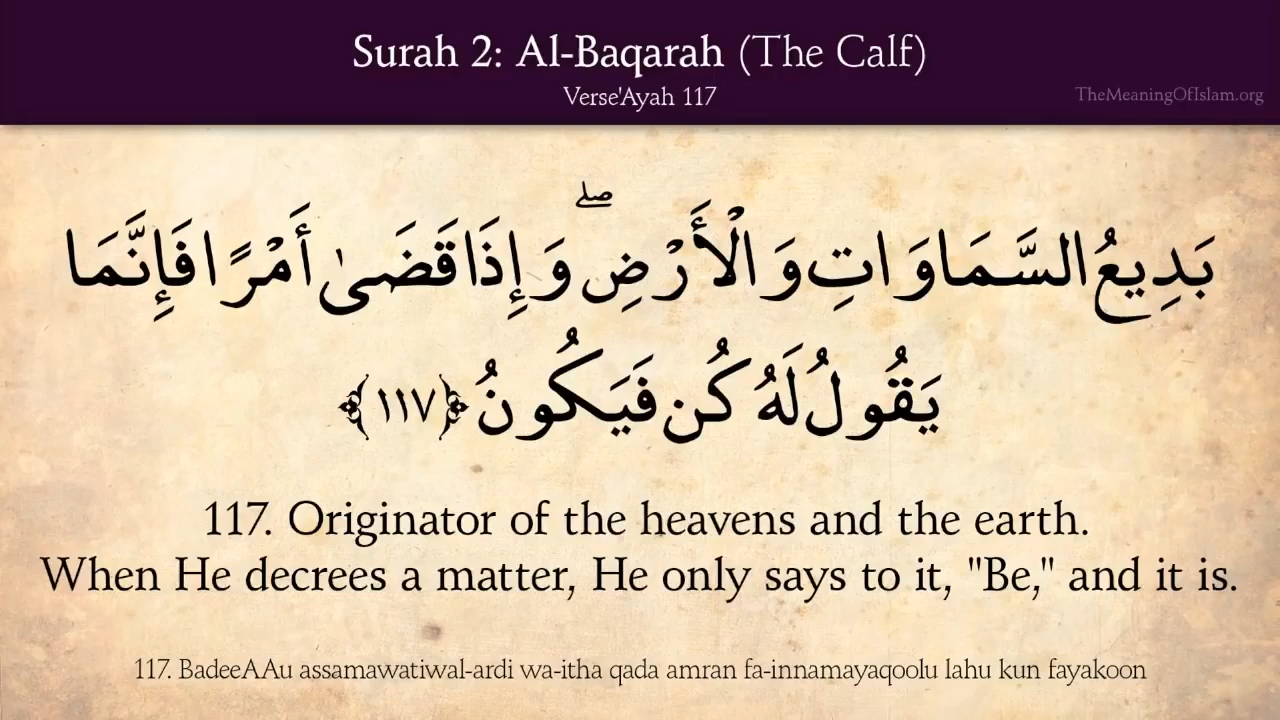 Surah 2: Al-Baqarah (The Calf)
Verse'Ayah 117
TheMeaningOfIslam.org
بَدِيعُ السَّمَاوَاتِ وَالْأَرْضِ ۖ وَإِذَا قَضَىٰ أَمْرًا فَإِنَّمَا
يَقُولُ لَهُ كُن فَيَكُونُ ﴿١١٧﴾
117. Originator of the heavens and the earth.
When He decrees a matter, He only says to it, "Be," and it is.
117. BadeeAAu assamawatiwal-ardi wa-itha qada amran fa-innamayaqoolu lahu kun fayakoon